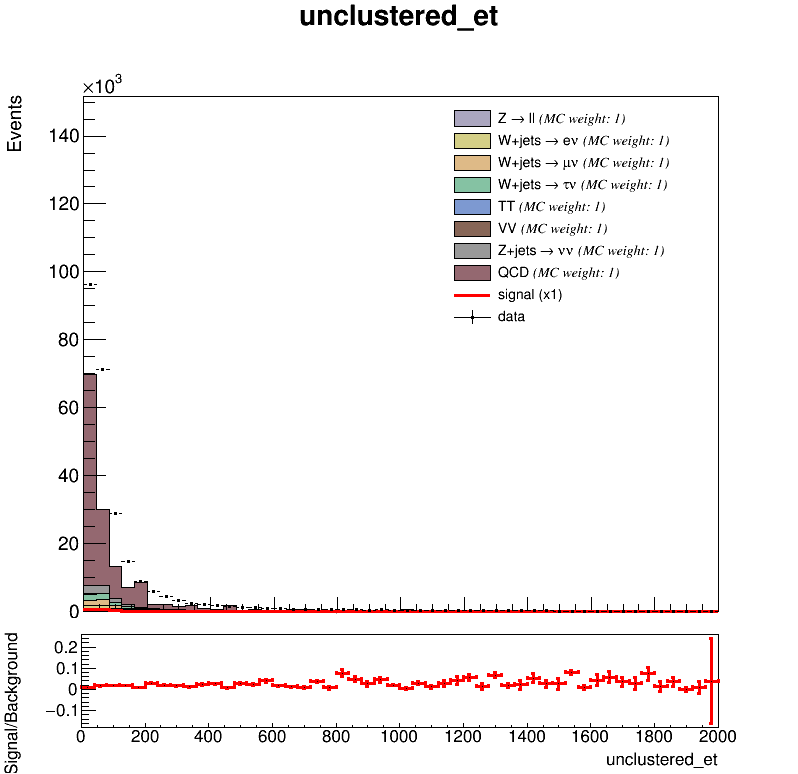 unclustered_et
×10³
Events
140
120
100
80
60
40
20
0
Z → ll (MC weight: 1)
W+jets → eν (MC weight: 1)
W+jets → μν (MC weight: 1)
W+jets → τν (MC weight: 1)
TT (MC weight: 1)
VV (MC weight: 1)
Z+jets → νν (MC weight: 1)
QCD (MC weight: 1)
signal (x1)
data
Signal/Background
0.2
0.1
0
−0.1
0 200 400 600 800 1000 1200 1400 1600 1800 2000
unclustered_et